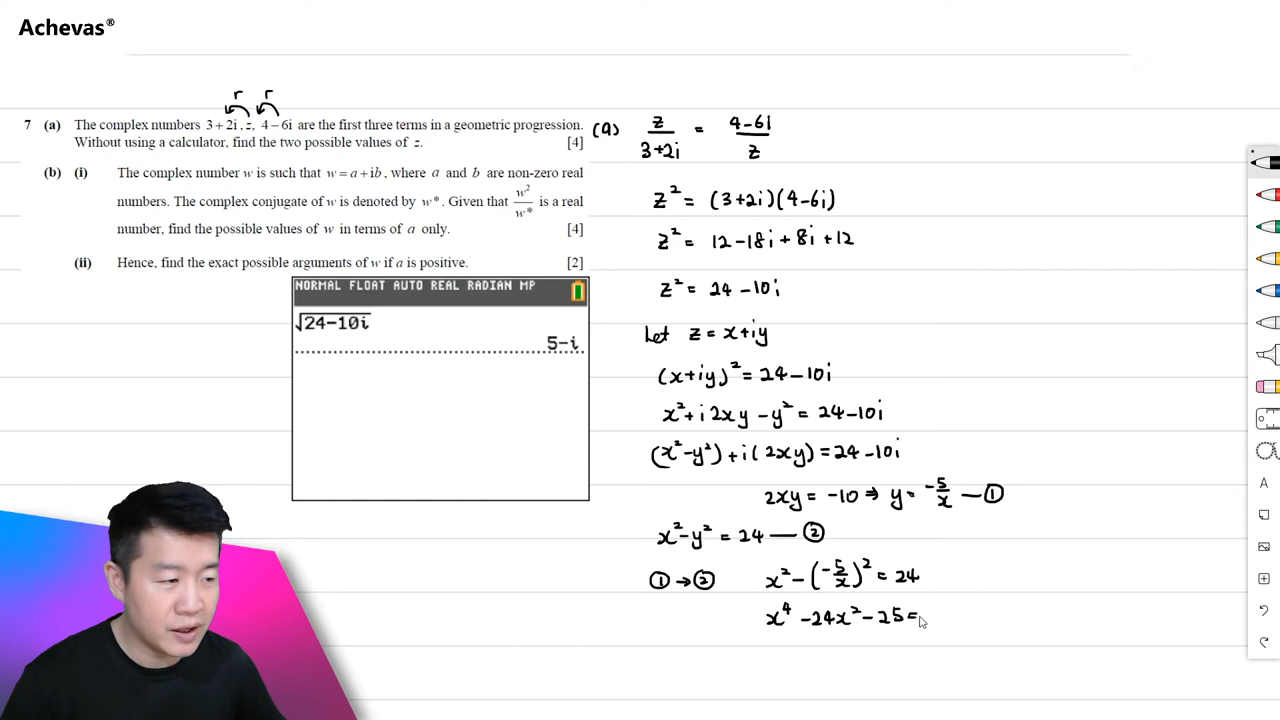 Achevas®
r r
7 (a) The complex numbers 3 + 2i, z, 4 − 6i are the first three terms in a geometric progression.
Without using a calculator, find the two possible values of z. [4]
(b) (i) The complex number w is such that w = a + ib, where a and b are non-zero real
numbers. The complex conjugate of w is denoted by w*. Given that w²/w* is a real
number, find the possible values of w in terms of a only. [4]
(ii) Hence, find the exact possible arguments of w if a is positive. [2]
NORMAL FLOAT AUTO REAL RADIAN MP
√24-10i
5-i
(a) z/(3+2i) = (4-6i)/z
z² = (3+2i)(4-6i)
z² = 12-18i+8i+12
z² = 24-10i
Let z = x+iy
(x+iy)² = 24-10i
x²+i2xy-y² = 24-10i
(x²-y²)+i(2xy) = 24-10i
2xy = -10 ⇒ y = -5/x — ①
x²-y² = 24 — ②
① → ② x²-(-5/x)² = 24
x⁴-24x²-25=
A